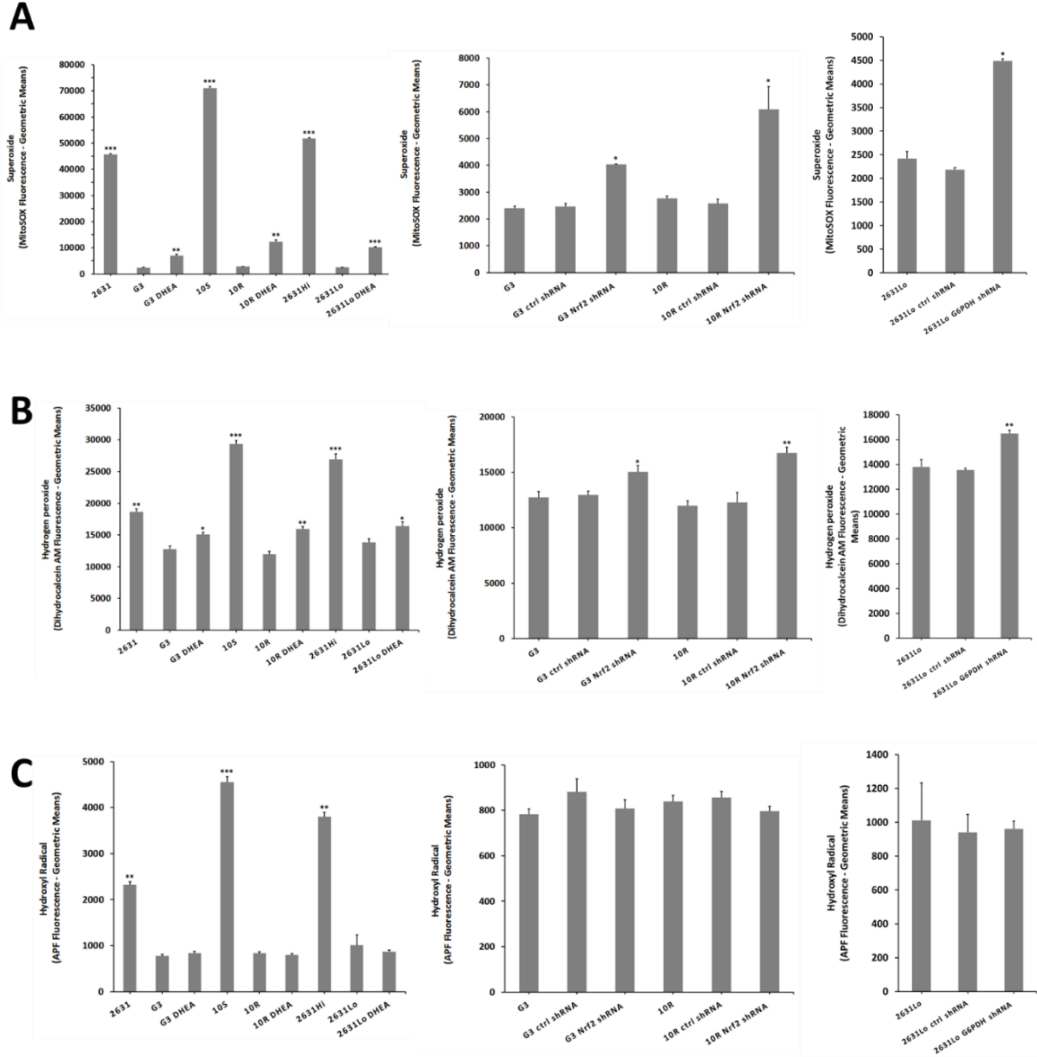 A
Superoxide
(MitoSOX Fluorescence - Geometric Means)
80000
70000
60000
50000
40000
30000
20000
10000
0
***
**
***
**
***
***
2631
G3
G3 DHEA
10S
10R
10R DHEA
2631Hi
2631Lo
2631Lo DHEA
Superoxide
(MitoSOX Fluorescence - Geometric Means)
8000
7000
6000
5000
4000
3000
2000
1000
0
*
*
G3
G3 ctrl shRNA
G3 Nrf2 shRNA
10R
10R ctrl shRNA
10R Nrf2 shRNA
Superoxide
(MitoSOX Fluorescence - Geometric Means)
5000
4500
4000
3500
3000
2500
2000
1500
1000
500
0
*
2631Lo
2631Lo ctrl shRNA
2631Lo G6PDH shRNA
B
Hydrogen peroxide
(Dihydrocalcein AM Fluorescence - Geometric Means)
35000
30000
25000
20000
15000
10000
5000
0
**
*
***
**
***
*
2631
G3
G3 DHEA
10S
10R
10R DHEA
2631Hi
2631Lo
2631Lo DHEA
Hydrogen peroxide
(Dihydrocalcein AM Fluorescence - Geometric Means)
20000
15000
10000
5000
0
*
**
G3
G3 ctrl shRNA
G3 Nrf2 shRNA
10R
10R ctrl shRNA
10R Nrf2 shRNA
Hydrogen peroxide
(Dihydrocalcein AM Fluorescence - Geometric
Means)
18000
16000
14000
12000
10000
8000
6000
4000
2000
0
**
2631Lo
2631Lo ctrl shRNA
2631Lo G6PDH shRNA
C
Hydroxyl Radical
(APF Fluorescence - Geometric Means)
5000
4000
3000
2000
1000
0
**
***
**
2631
G3
G3 DHEA
10S
10R
10R DHEA
2631Hi
2631Lo
2631Lo DHEA
Hydroxyl Radical
(APF Fluorescence - Geometric Means)
1000
800
600
400
200
0
G3
G3 ctrl shRNA
G3 Nrf2 shRNA
10R
10R ctrl shRNA
10R Nrf2 shRNA
Hydroxyl Radical
(APF Fluorescence - Geometric Means)
1400
1200
1000
800
600
400
200
0
2631Lo
2631Lo ctrl shRNA
2631Lo G6PDH shRNA